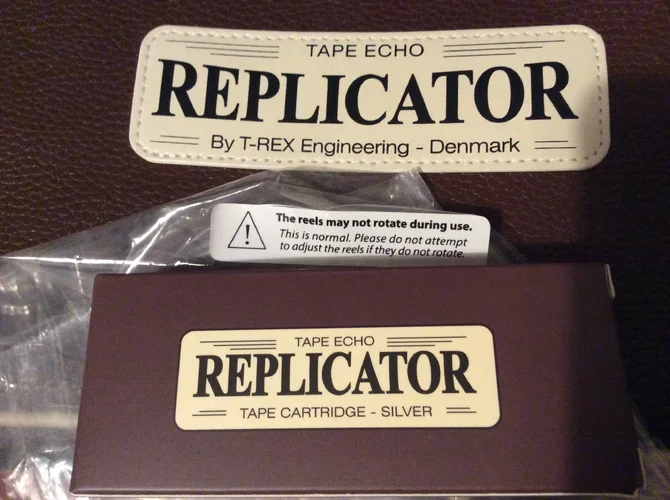 TAPE ECHO
REPLICATOR
By T-REX Engineering - Denmark
The reels may not rotate during use.
This is normal. Please do not attempt
to adjust the reels if they do not rotate.
TAPE ECHO
REPLICATOR
TAPE CARTRIDGE - SILVER